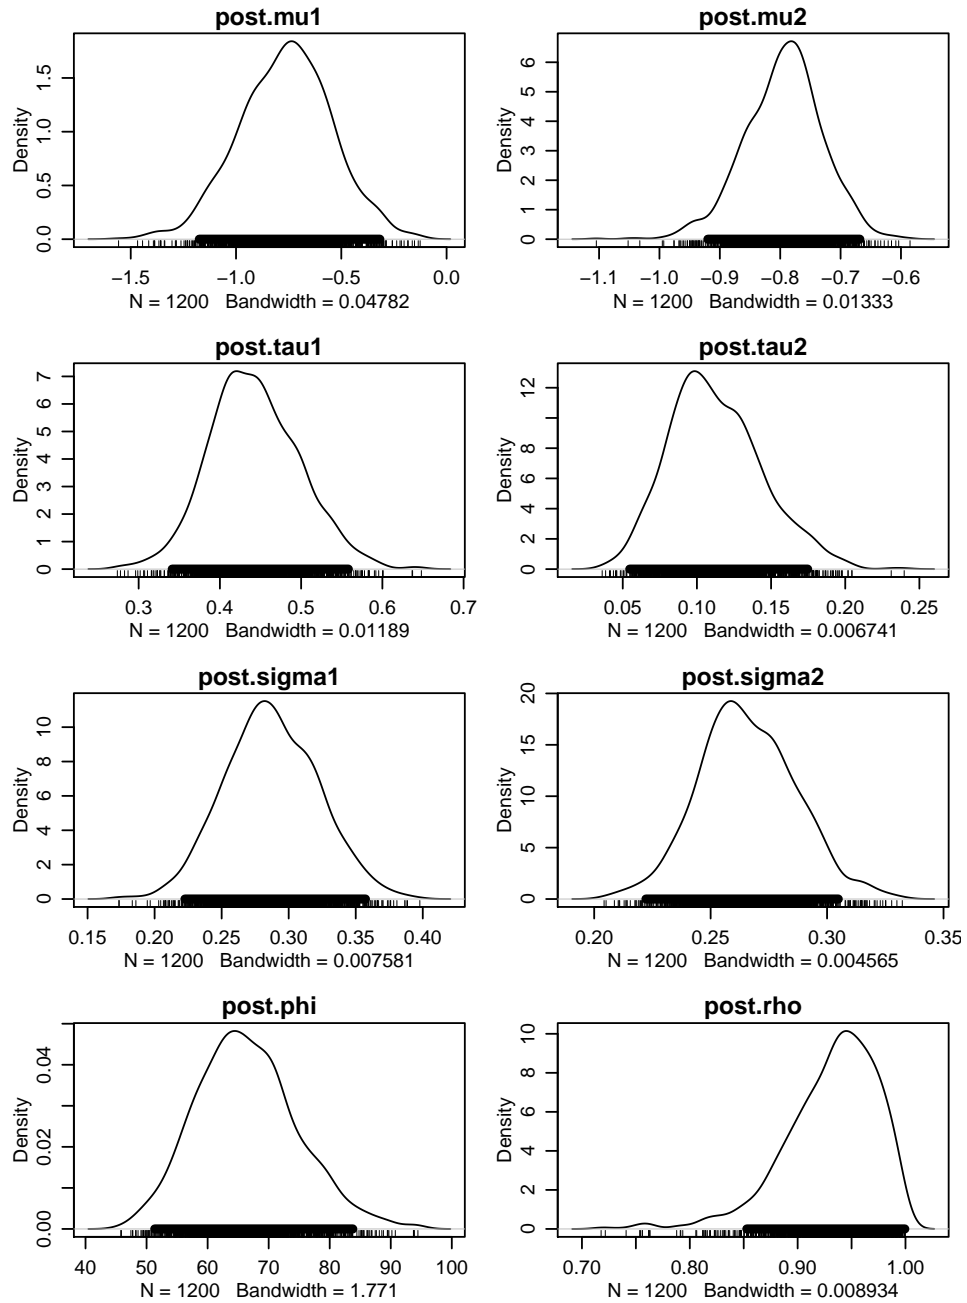 post.mu1
Density
0.0 0.5 1.0 1.5
−1.5 −1.0 −0.5 0.0
N = 1200 Bandwidth = 0.04782
post.mu2
Density
0 1 2 3 4 5 6
−1.1 −1.0 −0.9 −0.8 −0.7 −0.6
N = 1200 Bandwidth = 0.01333
post.tau1
Density
0 1 2 3 4 5 6 7
0.3 0.4 0.5 0.6 0.7
N = 1200 Bandwidth = 0.01189
post.tau2
Density
0 2 4 6 8 12
0.05 0.10 0.15 0.20 0.25
N = 1200 Bandwidth = 0.006741
post.sigma1
Density
0 2 4 6 8 10
0.15 0.20 0.25 0.30 0.35 0.40
N = 1200 Bandwidth = 0.007581
post.sigma2
Density
0 5 10 15 20
0.20 0.25 0.30 0.35
N = 1200 Bandwidth = 0.004565
post.phi
Density
0.00 0.02 0.04
40 50 60 70 80 90 100
N = 1200 Bandwidth = 1.771
post.rho
Density
0 2 4 6 8 10
0.70 0.80 0.90 1.00
N = 1200 Bandwidth = 0.008934